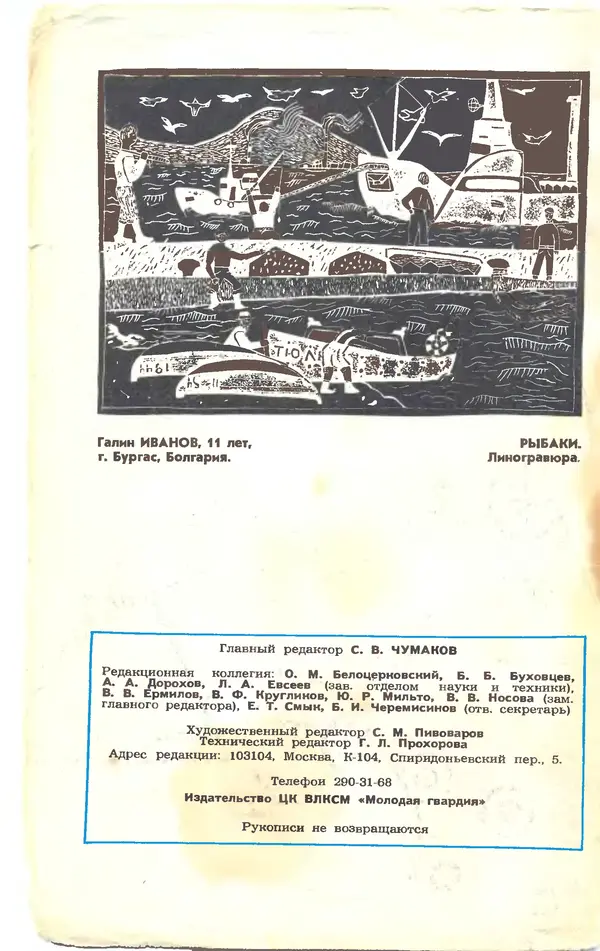 ТЮЛ
Галин ИВАНОВ, 11 лет,
г. Бургас, Болгария.
РЫБАКИ.
Линогравюра.
Главный редактор С. В. ЧУМАКОВ
Редакционная коллегия: О. М. Белоцерковский, Б. Б. Буховцев,
А. А. Дорохов, Л. А. Евсеев (зав. отделом науки и техники),
В. В. Ермилов, В. Ф. Кругликов, Ю. Р. Мильто, В. В. Носова (зам.
главного редактора), Е. Т. Смык, Б. И. Черемисинов (отв. секретарь)
Художественный редактор С. М. Пивоваров
Технический редактор Г. Л. Прохорова
Адрес редакции: 103104, Москва, К-104, Спиридоньевский пер., 5.
Телефон 290-31-68
Издательство ЦК ВЛКСМ «Молодая гвардия»
Рукописи не возвращаются